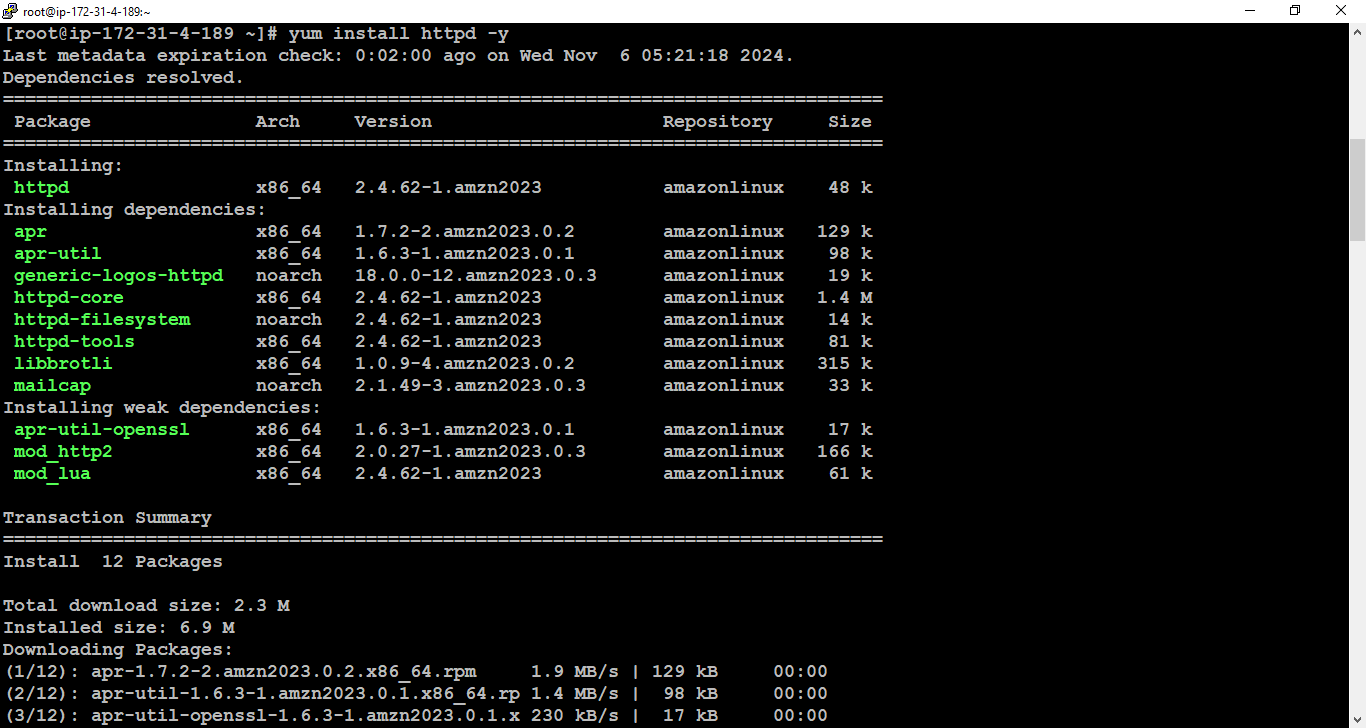 root@ip-172-31-4-189:~
[root@ip-172-31-4-189 ~]# yum install httpd -y
Last metadata expiration check: 0:02:00 ago on Wed Nov  6 05:21:18 2024.
Dependencies resolved.
================================================================================
 Package               Arch     Version                     Repository     Size
================================================================================
Installing:
 httpd                 x86_64   2.4.62-1.amzn2023           amazonlinux    48 k
Installing dependencies:
 apr                   x86_64   1.7.2-2.amzn2023.0.2        amazonlinux   129 k
 apr-util              x86_64   1.6.3-1.amzn2023.0.1        amazonlinux    98 k
 generic-logos-httpd   noarch   18.0.0-12.amzn2023.0.3      amazonlinux    19 k
 httpd-core            x86_64   2.4.62-1.amzn2023           amazonlinux   1.4 M
 httpd-filesystem      noarch   2.4.62-1.amzn2023           amazonlinux    14 k
 httpd-tools           x86_64   2.4.62-1.amzn2023           amazonlinux    81 k
 libbrotli             x86_64   1.0.9-4.amzn2023.0.2        amazonlinux   315 k
 mailcap               noarch   2.1.49-3.amzn2023.0.3       amazonlinux    33 k
Installing weak dependencies:
 apr-util-openssl      x86_64   1.6.3-1.amzn2023.0.1        amazonlinux    17 k
 mod_http2             x86_64   2.0.27-1.amzn2023.0.3       amazonlinux   166 k
 mod_lua               x86_64   2.4.62-1.amzn2023           amazonlinux    61 k
Transaction Summary
================================================================================
Install  12 Packages
Total download size: 2.3 M
Installed size: 6.9 M
Downloading Packages:
(1/12): apr-1.7.2-2.amzn2023.0.2.x86_64.rpm     1.9 MB/s | 129 kB     00:00
(2/12): apr-util-1.6.3-1.amzn2023.0.1.x86_64.rp 1.4 MB/s |  98 kB     00:00
(3/12): apr-util-openssl-1.6.3-1.amzn2023.0.1.x 230 kB/s |  17 kB     00:00